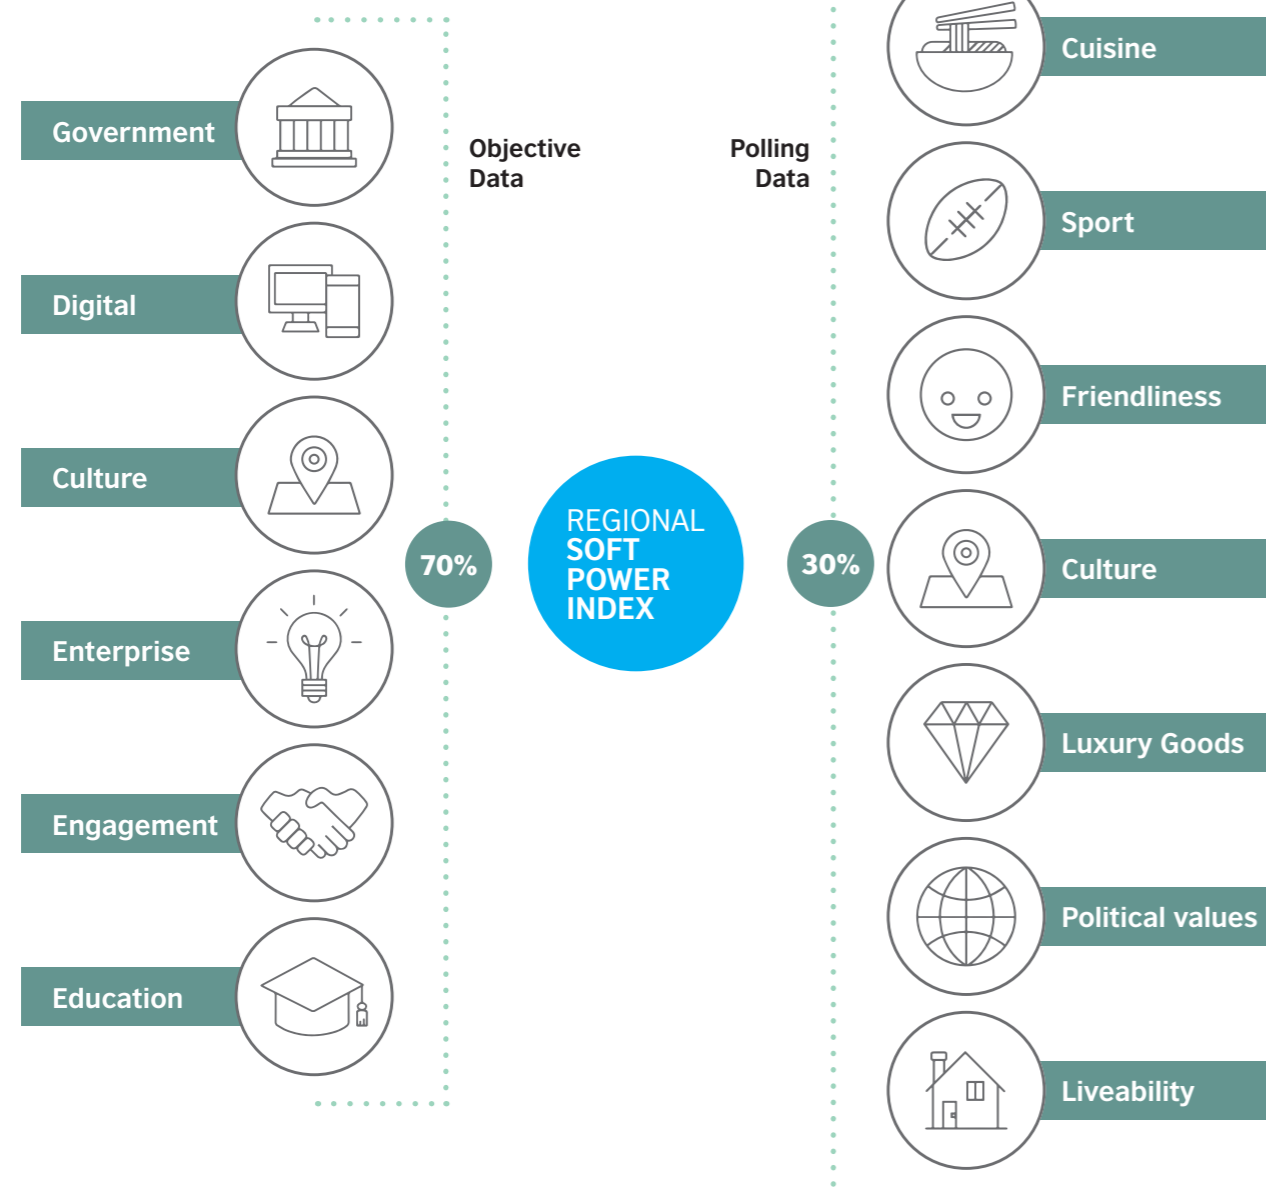 Government
Digital
Culture
Enterprise
Engagement
Education
Objective
Data
70%
REGIONAL
SOFT
POWER
INDEX
Polling
Data
30%
Cuisine
Sport
Friendliness
Culture
Luxury Goods
Political values
Liveability